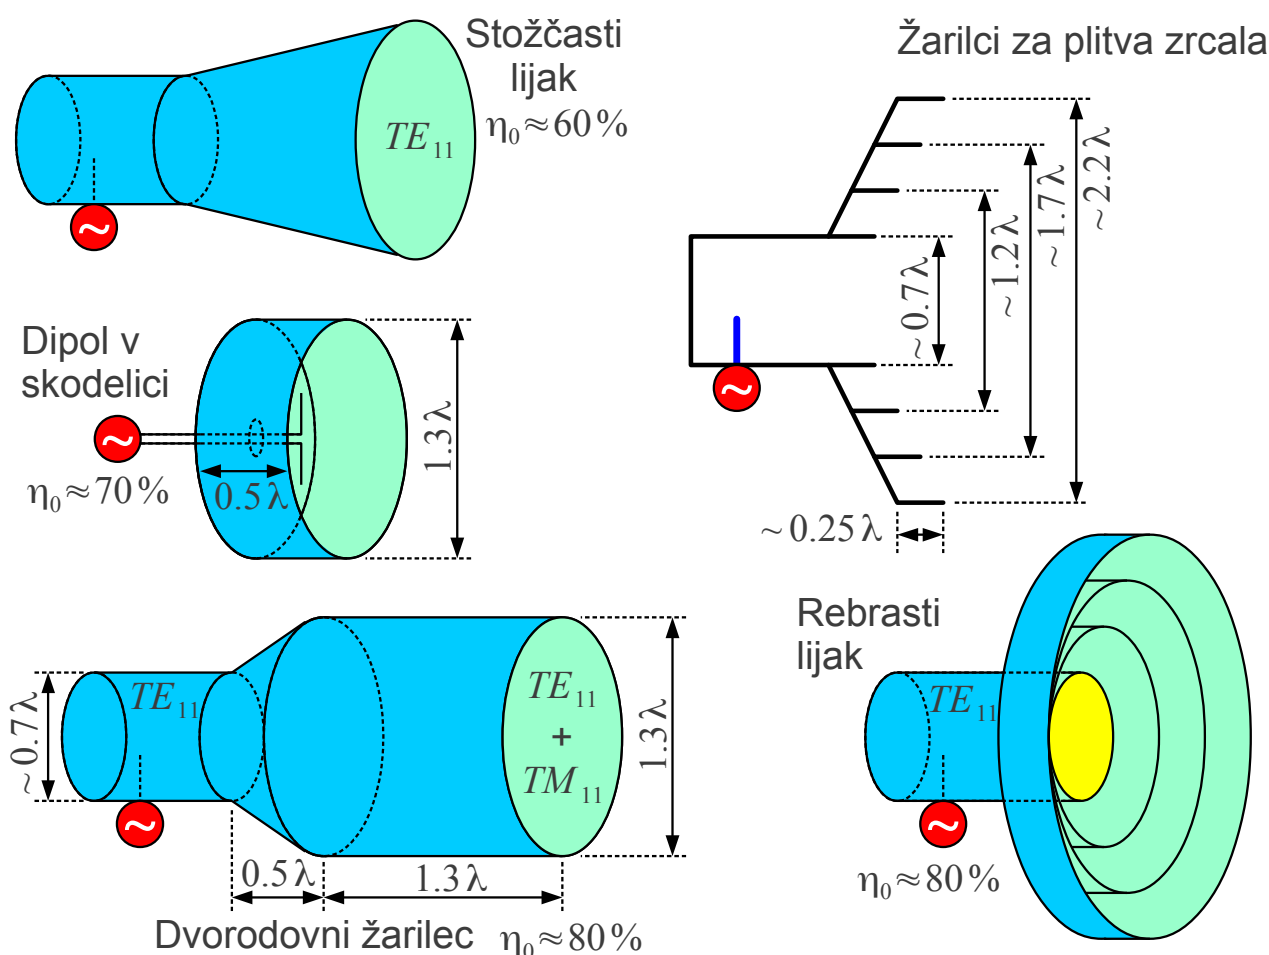 Stožčasti
lijak
η₀≈60%
TE₁₁
Žarilci za plitva zrcala
~0.7λ
~1.2λ
~1.7λ
~2.2λ
~0.25λ
Dipol v
skodelici
η₀≈70%
0.5λ
1.3λ
~0.7λ
TE₁₁
TE₁₁
+
TM₁₁
1.3λ
0.5λ
1.3λ
Dvorodovni žarilec η₀≈80%
Rebrasti
lijak
TE₁₁
η₀≈80%